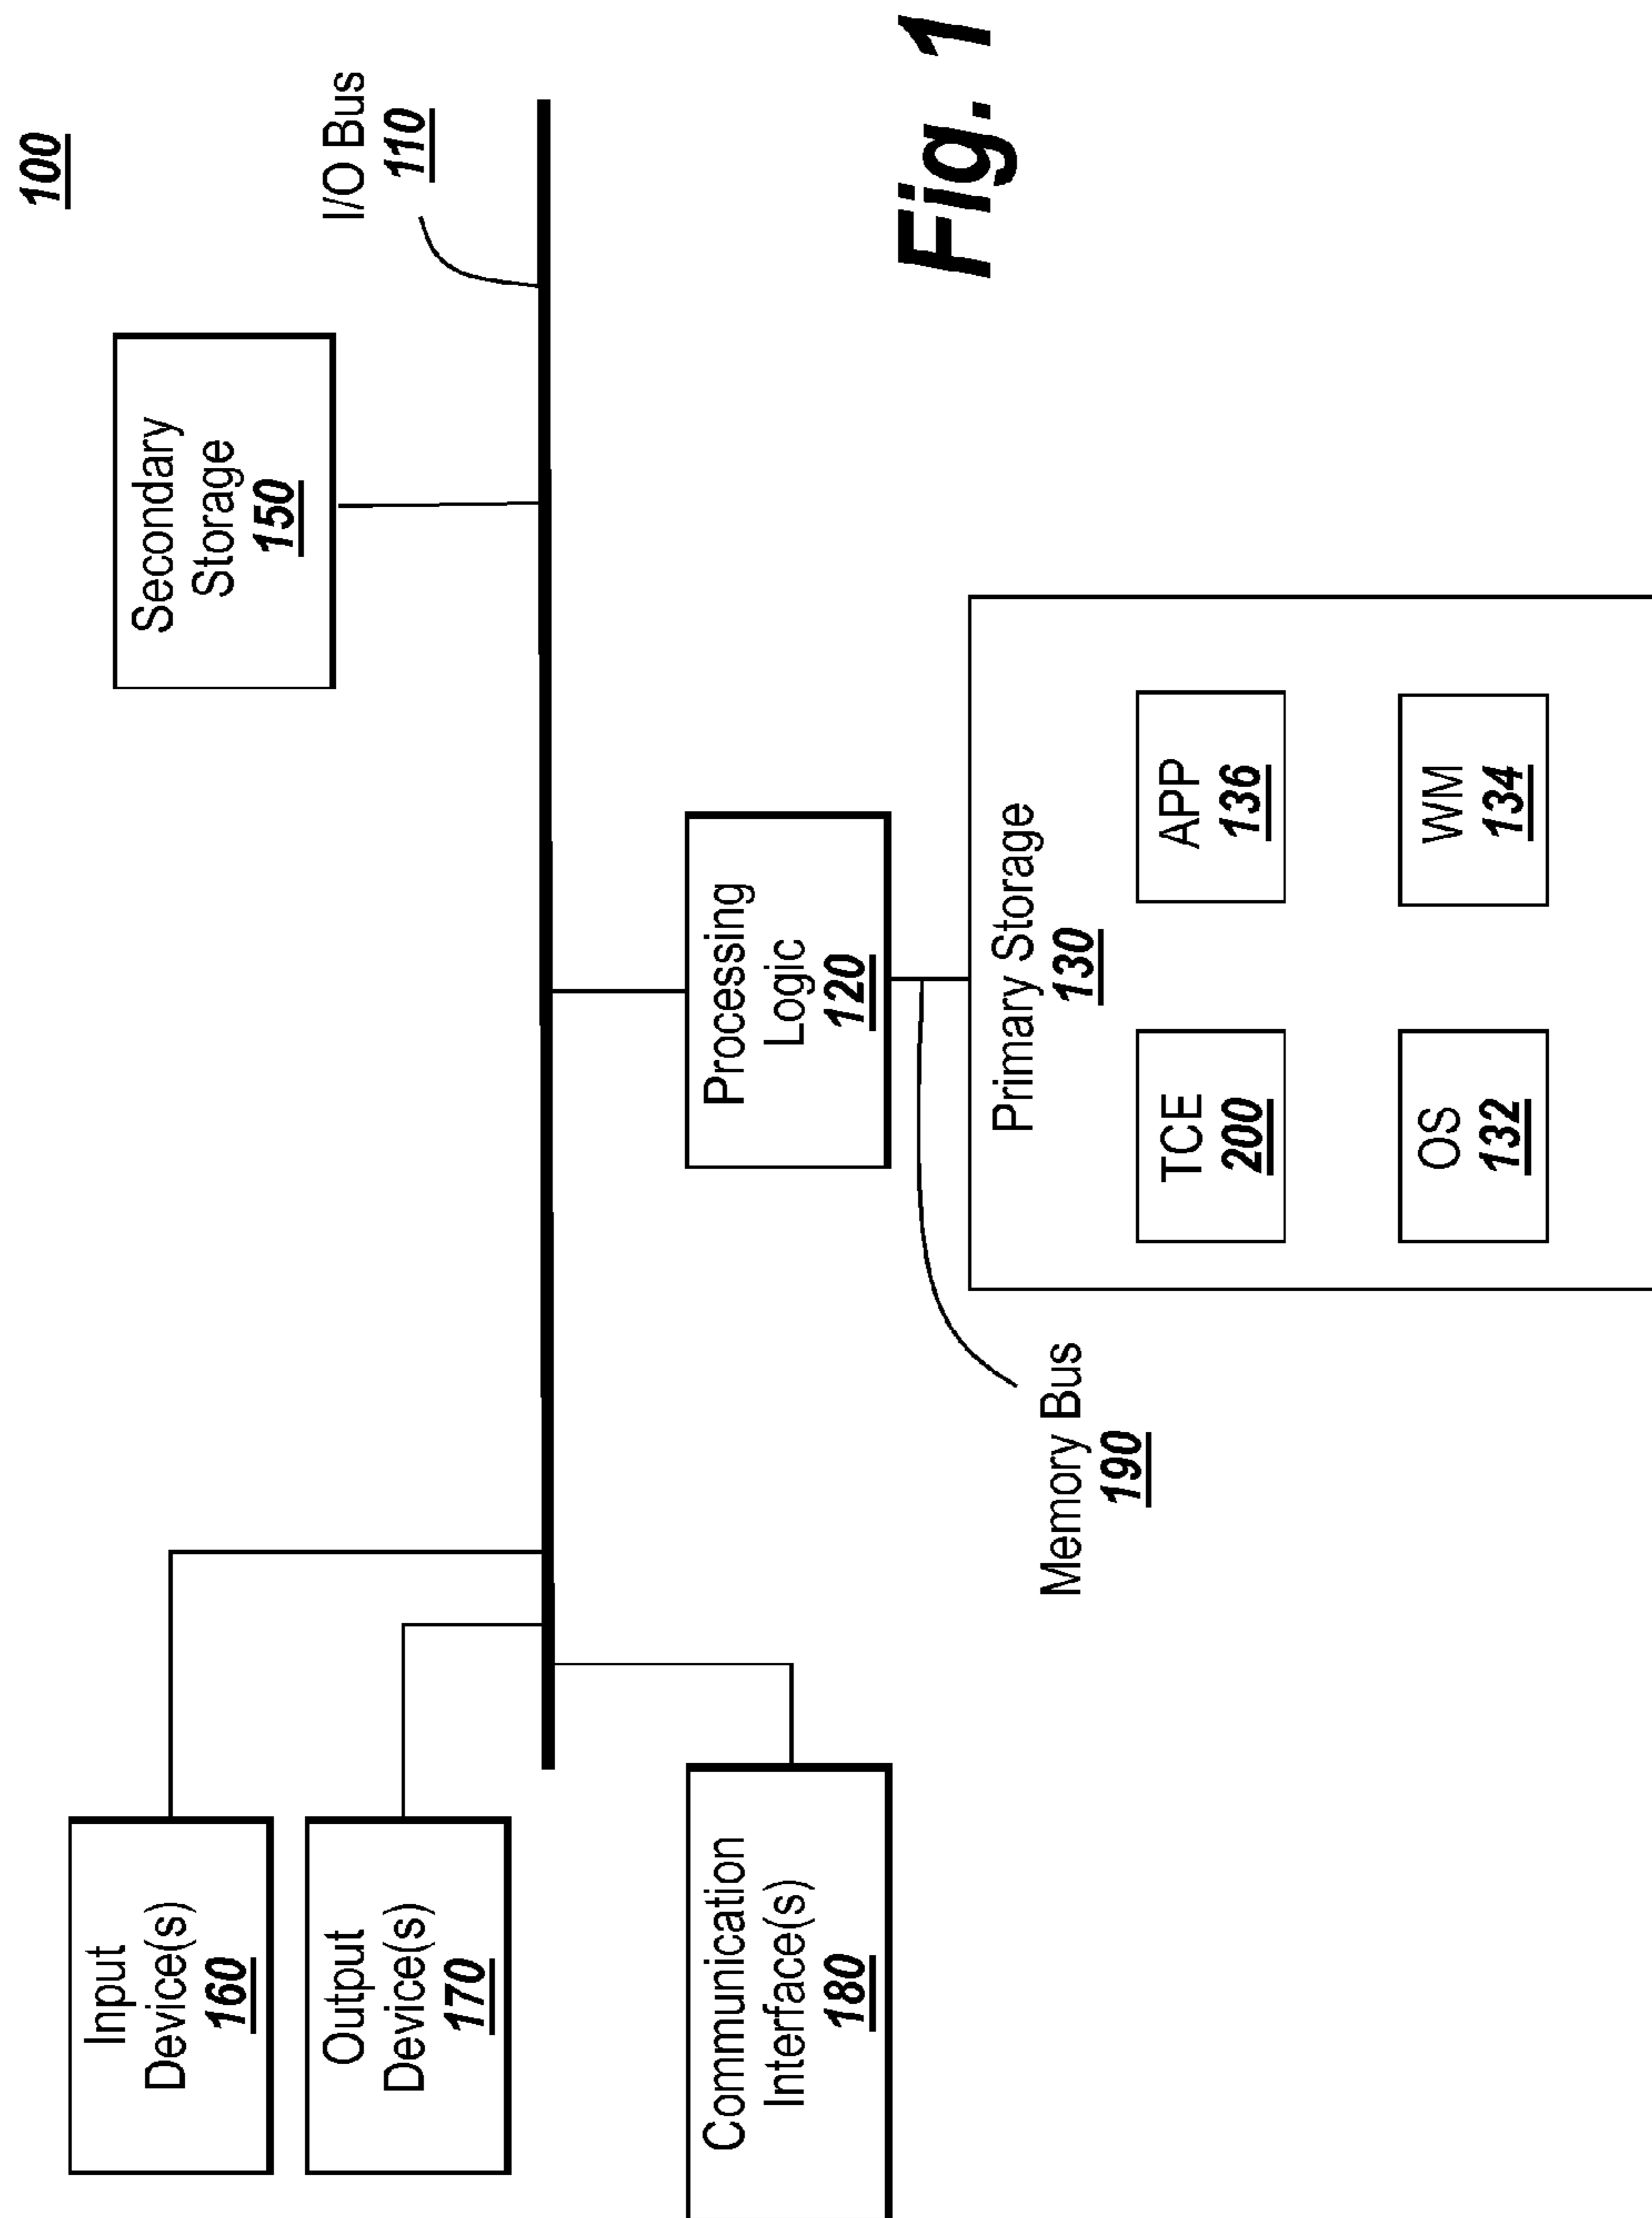 100
Input
Device(s)
160
Secondary
Storage
150
Output
Device(s)
170
I/O Bus
110
Communication
Interface(s)
180
Processing
Logic
120
Fig. 1
Primary Storage
130
Memory Bus
190
TCE
200
APP
136
OS
132
WM
134